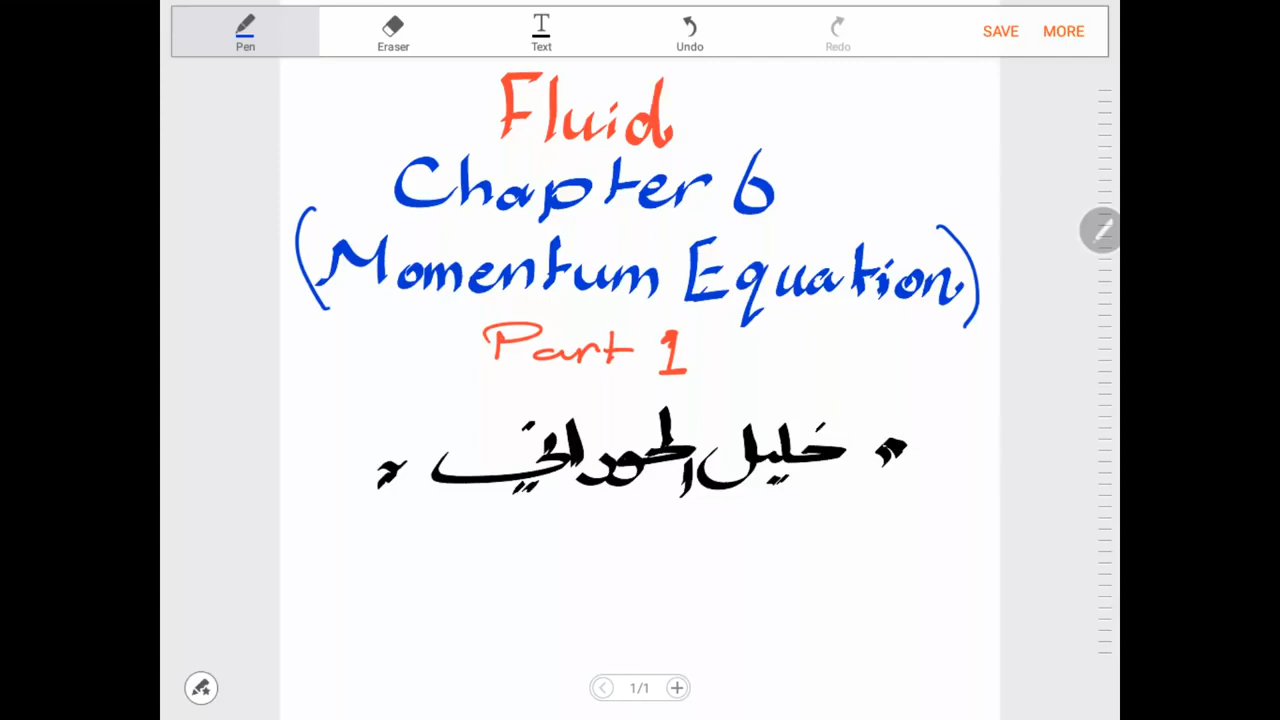 Pen Eraser Text Undo Redo SAVE MORE
Fluid
Chapter 6
(Momentum Equation)
Part 1
خليل الحوراني
1/1